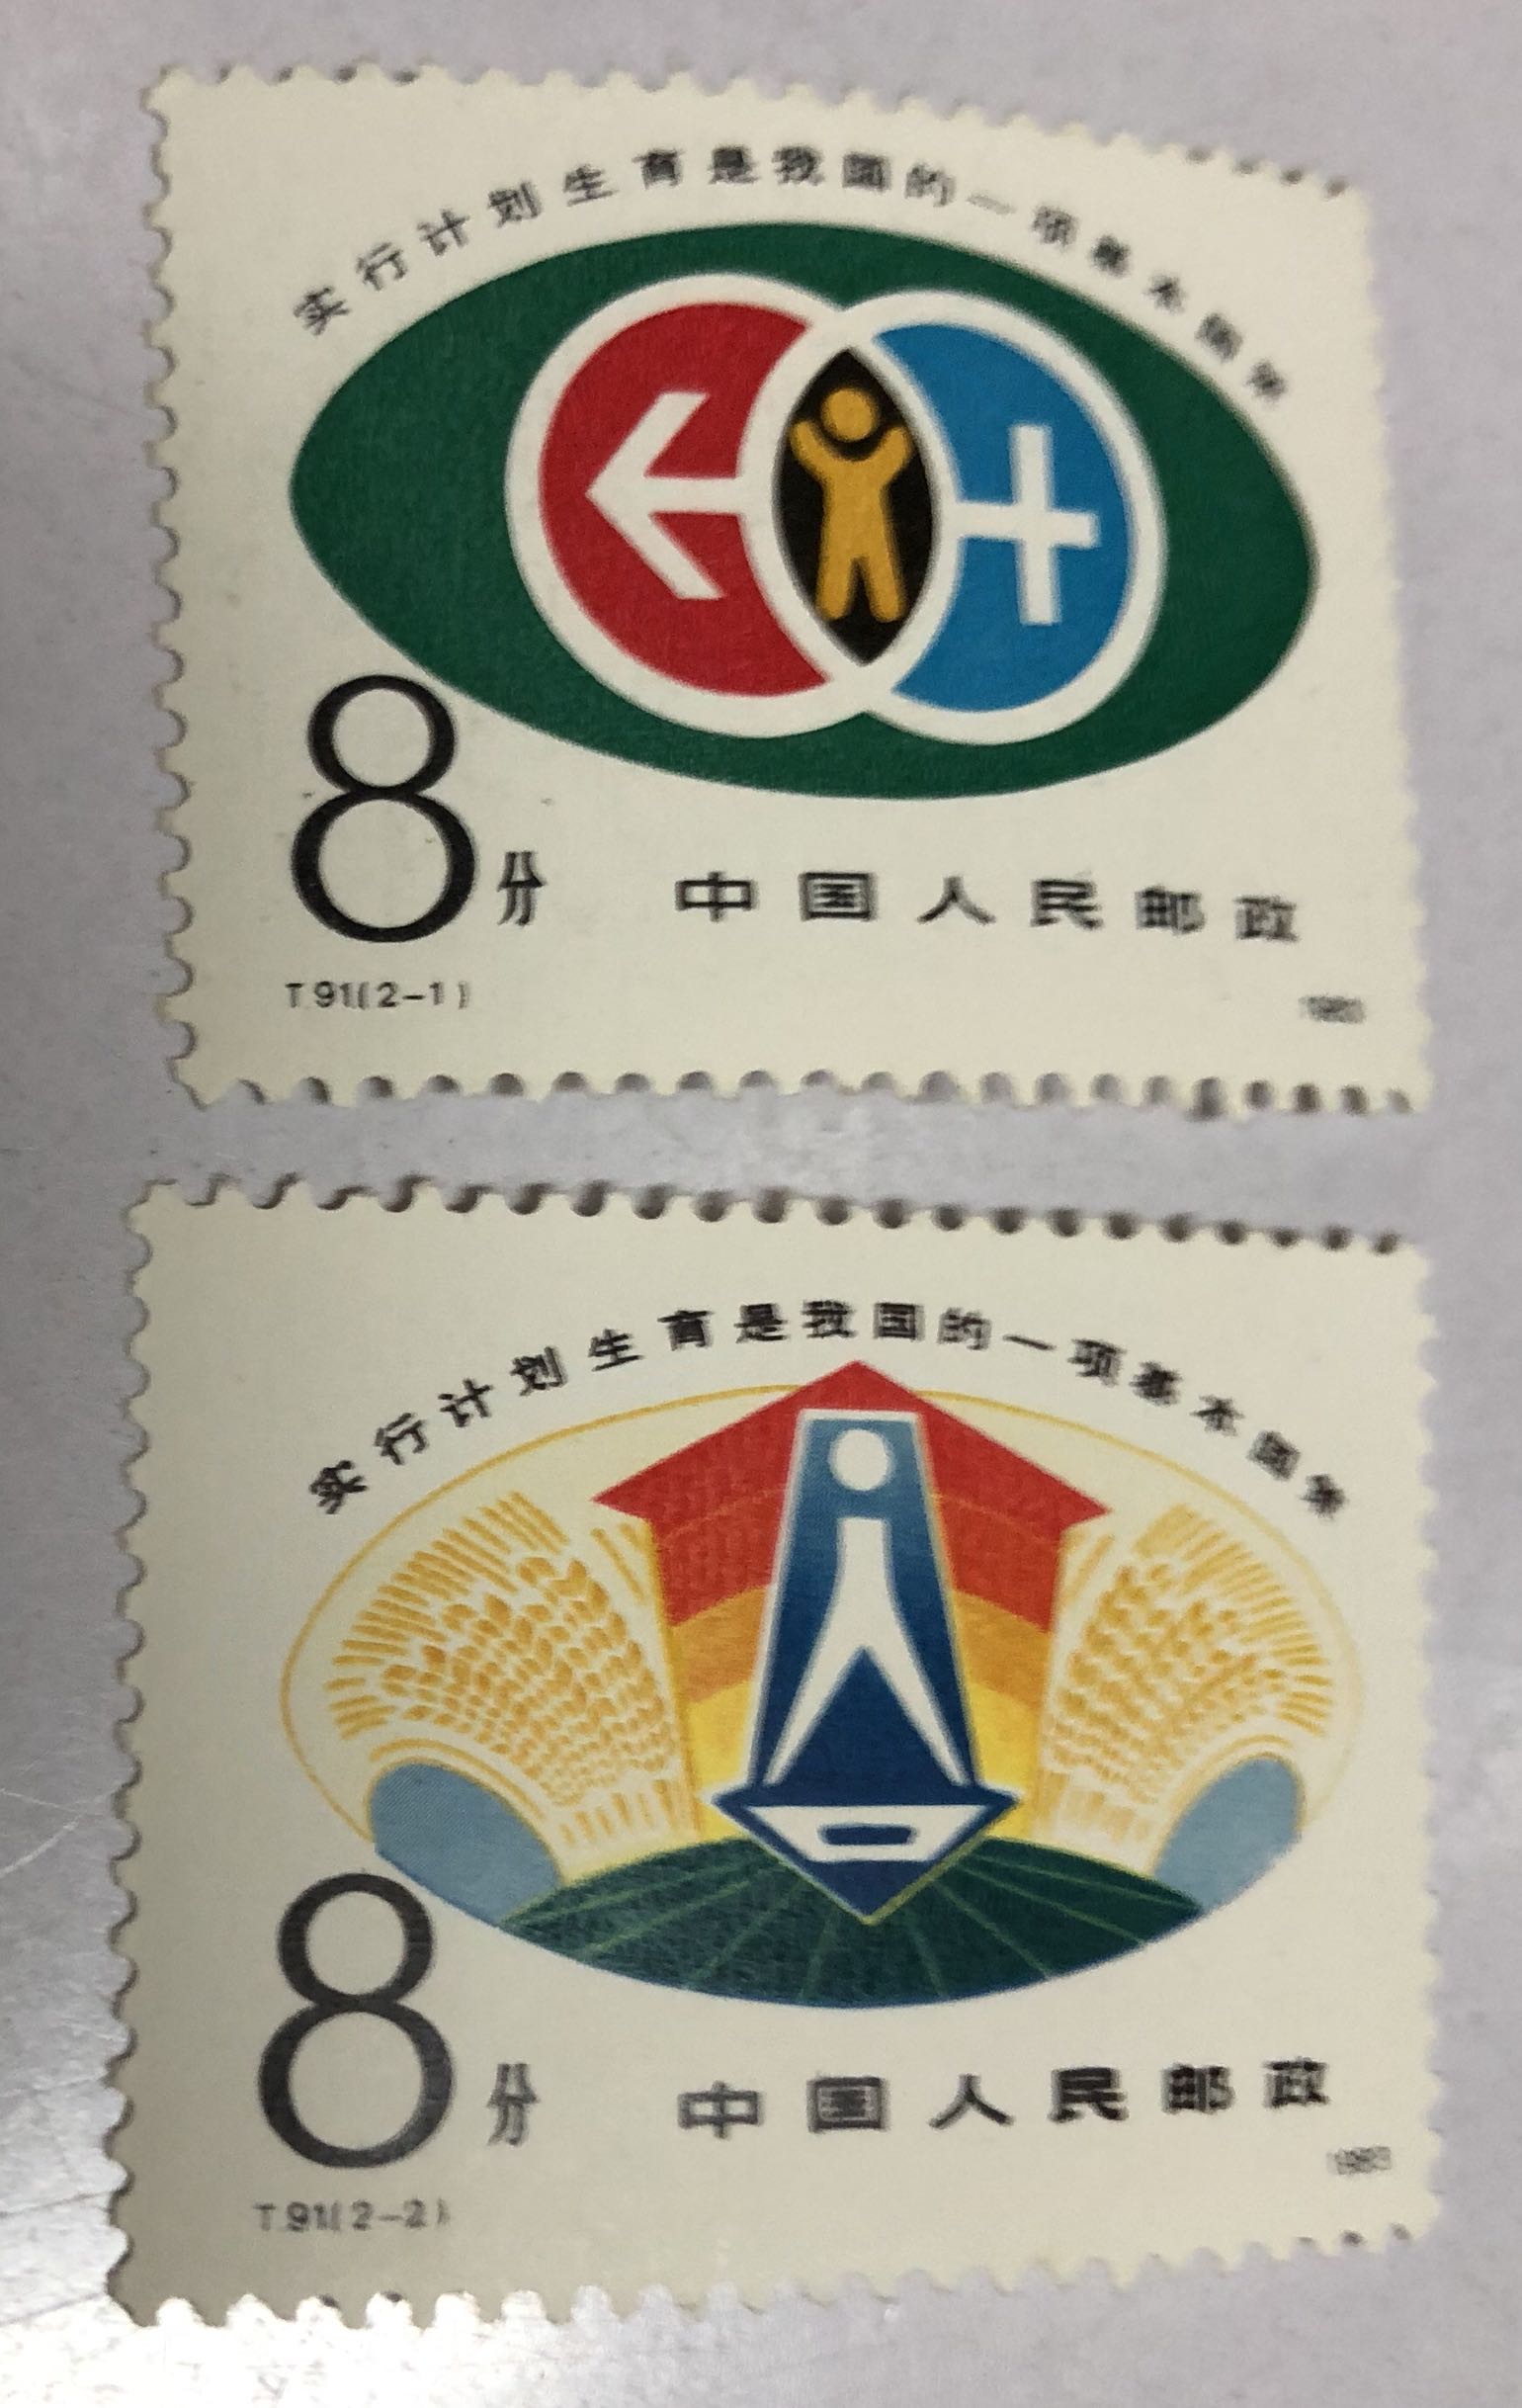 实行计划生育是我国的一项基本国策
8分
中国人民邮政
T.91(2-1)
1983
实行计划生育是我国的一项基本国策
8分
中国人民邮政
T.91(2-2)
1983